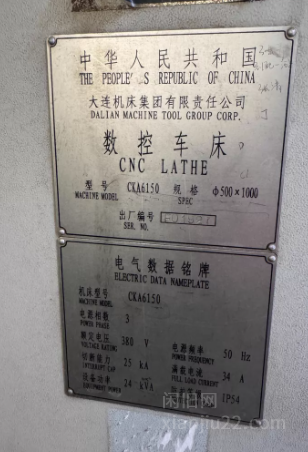 中华人民共和国
THE PEOPLE'S REPUBLIC OF CHINA
大连机床集团有限责任公司
DALIAN MACHINE TOOL GROUP CORP.
数控车床
CNC LATHE
型号 CKA6150 规格 Φ500×1000
MACHINE MODEL SPEC
出厂编号
SER. NO.
电气数据铭牌
ELECTRIC DATA NAMEPLATE
机床型号 CKA6150
MACHINE MODEL
电源相数 3
POWER PHASE
额定电压 380 V 电源频率 50 Hz
VOLTAGE RATING POWER FREQUENCY
切断能力 25 kA 满载电流 34 A
INTERRUPT CAP FULL LOAD CURRENT
设备功率 24 kVA IP54
EQUIPMENT POWER
闲旧网
xianjiu22.com